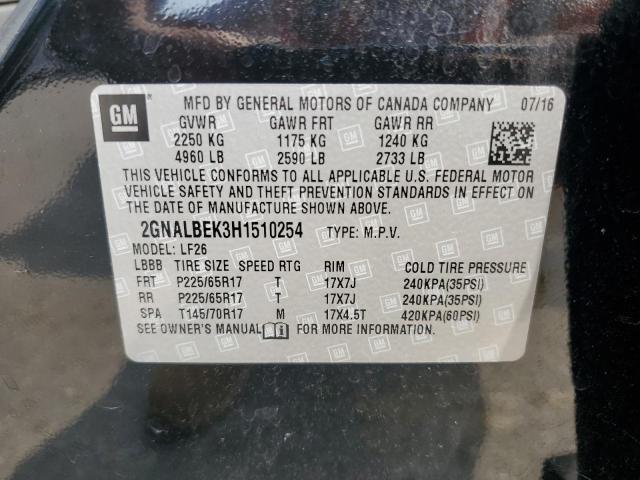 GM ® MFD BY GENERAL MOTORS OF CANADA COMPANY 07/16
GVWR GAWR FRT GAWR RR
2250 KG 1175 KG 1240 KG
4960 LB 2590 LB 2733 LB
THIS VEHICLE CONFORMS TO ALL APPLICABLE U.S. FEDERAL MOTOR
VEHICLE SAFETY AND THEFT PREVENTION STANDARDS IN EFFECT ON
THE DATE OF MANUFACTURE SHOWN ABOVE.
2GNALBEK3H1510254 TYPE: M.P.V.
MODEL: LF26
LBBB TIRE SIZE SPEED RTG RIM COLD TIRE PRESSURE
FRT P225/65R17 T 17X7J 240KPA(35PSI)
RR P225/65R17 T 17X7J 240KPA(35PSI)
SPA T145/70R17 M 17X4.5T 420KPA(60PSI)
SEE OWNER'S MANUAL FOR MORE INFORMATION.